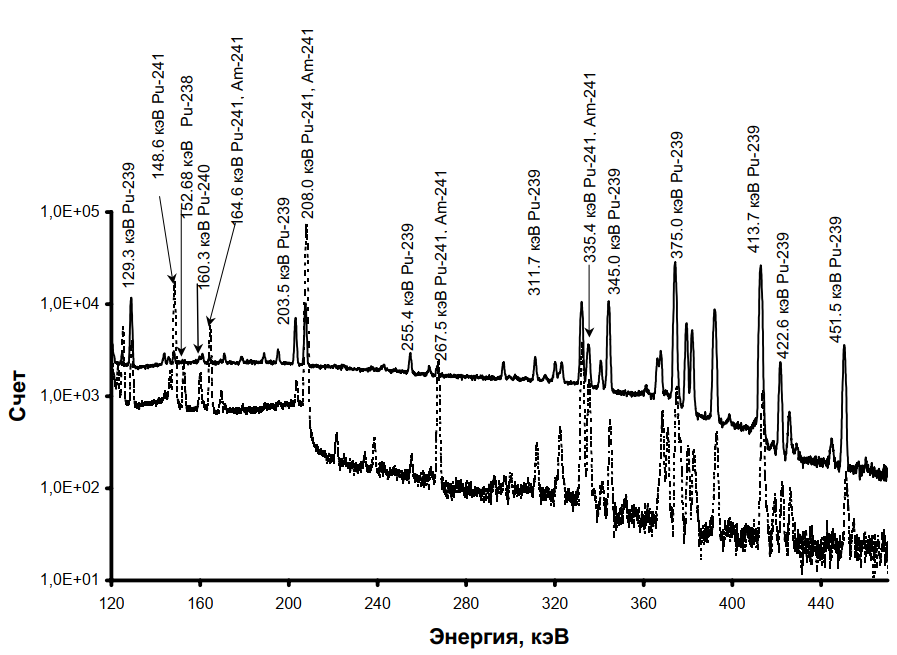 129.3 кэВ Pu-239
148.6 кэВ Pu-241
152.68 кэВ Pu-238
160.3 кэВ Pu-240
164.6 кэВ Pu-241. Am-241
203.5 кэВ Pu-239
208.0 кэВ Pu-241, Am-241
255.4 кэВ Pu-239
267.5 кэВ Pu-241. Am-241
311.7 кэВ Pu-239
335.4 кэВ Pu-241. Am-241
345.0 кэВ Pu-239
375.0 кэВ Pu-239
413.7 кэВ Pu-239
422.6 кэВ Pu-239
451.5 кэВ Pu-239
Счет
1,0E+05
1,0E+04
1,0E+03
1,0E+02
1,0E+01
120 160 200 240 280 320 360 400 440
Энергия, кэВ